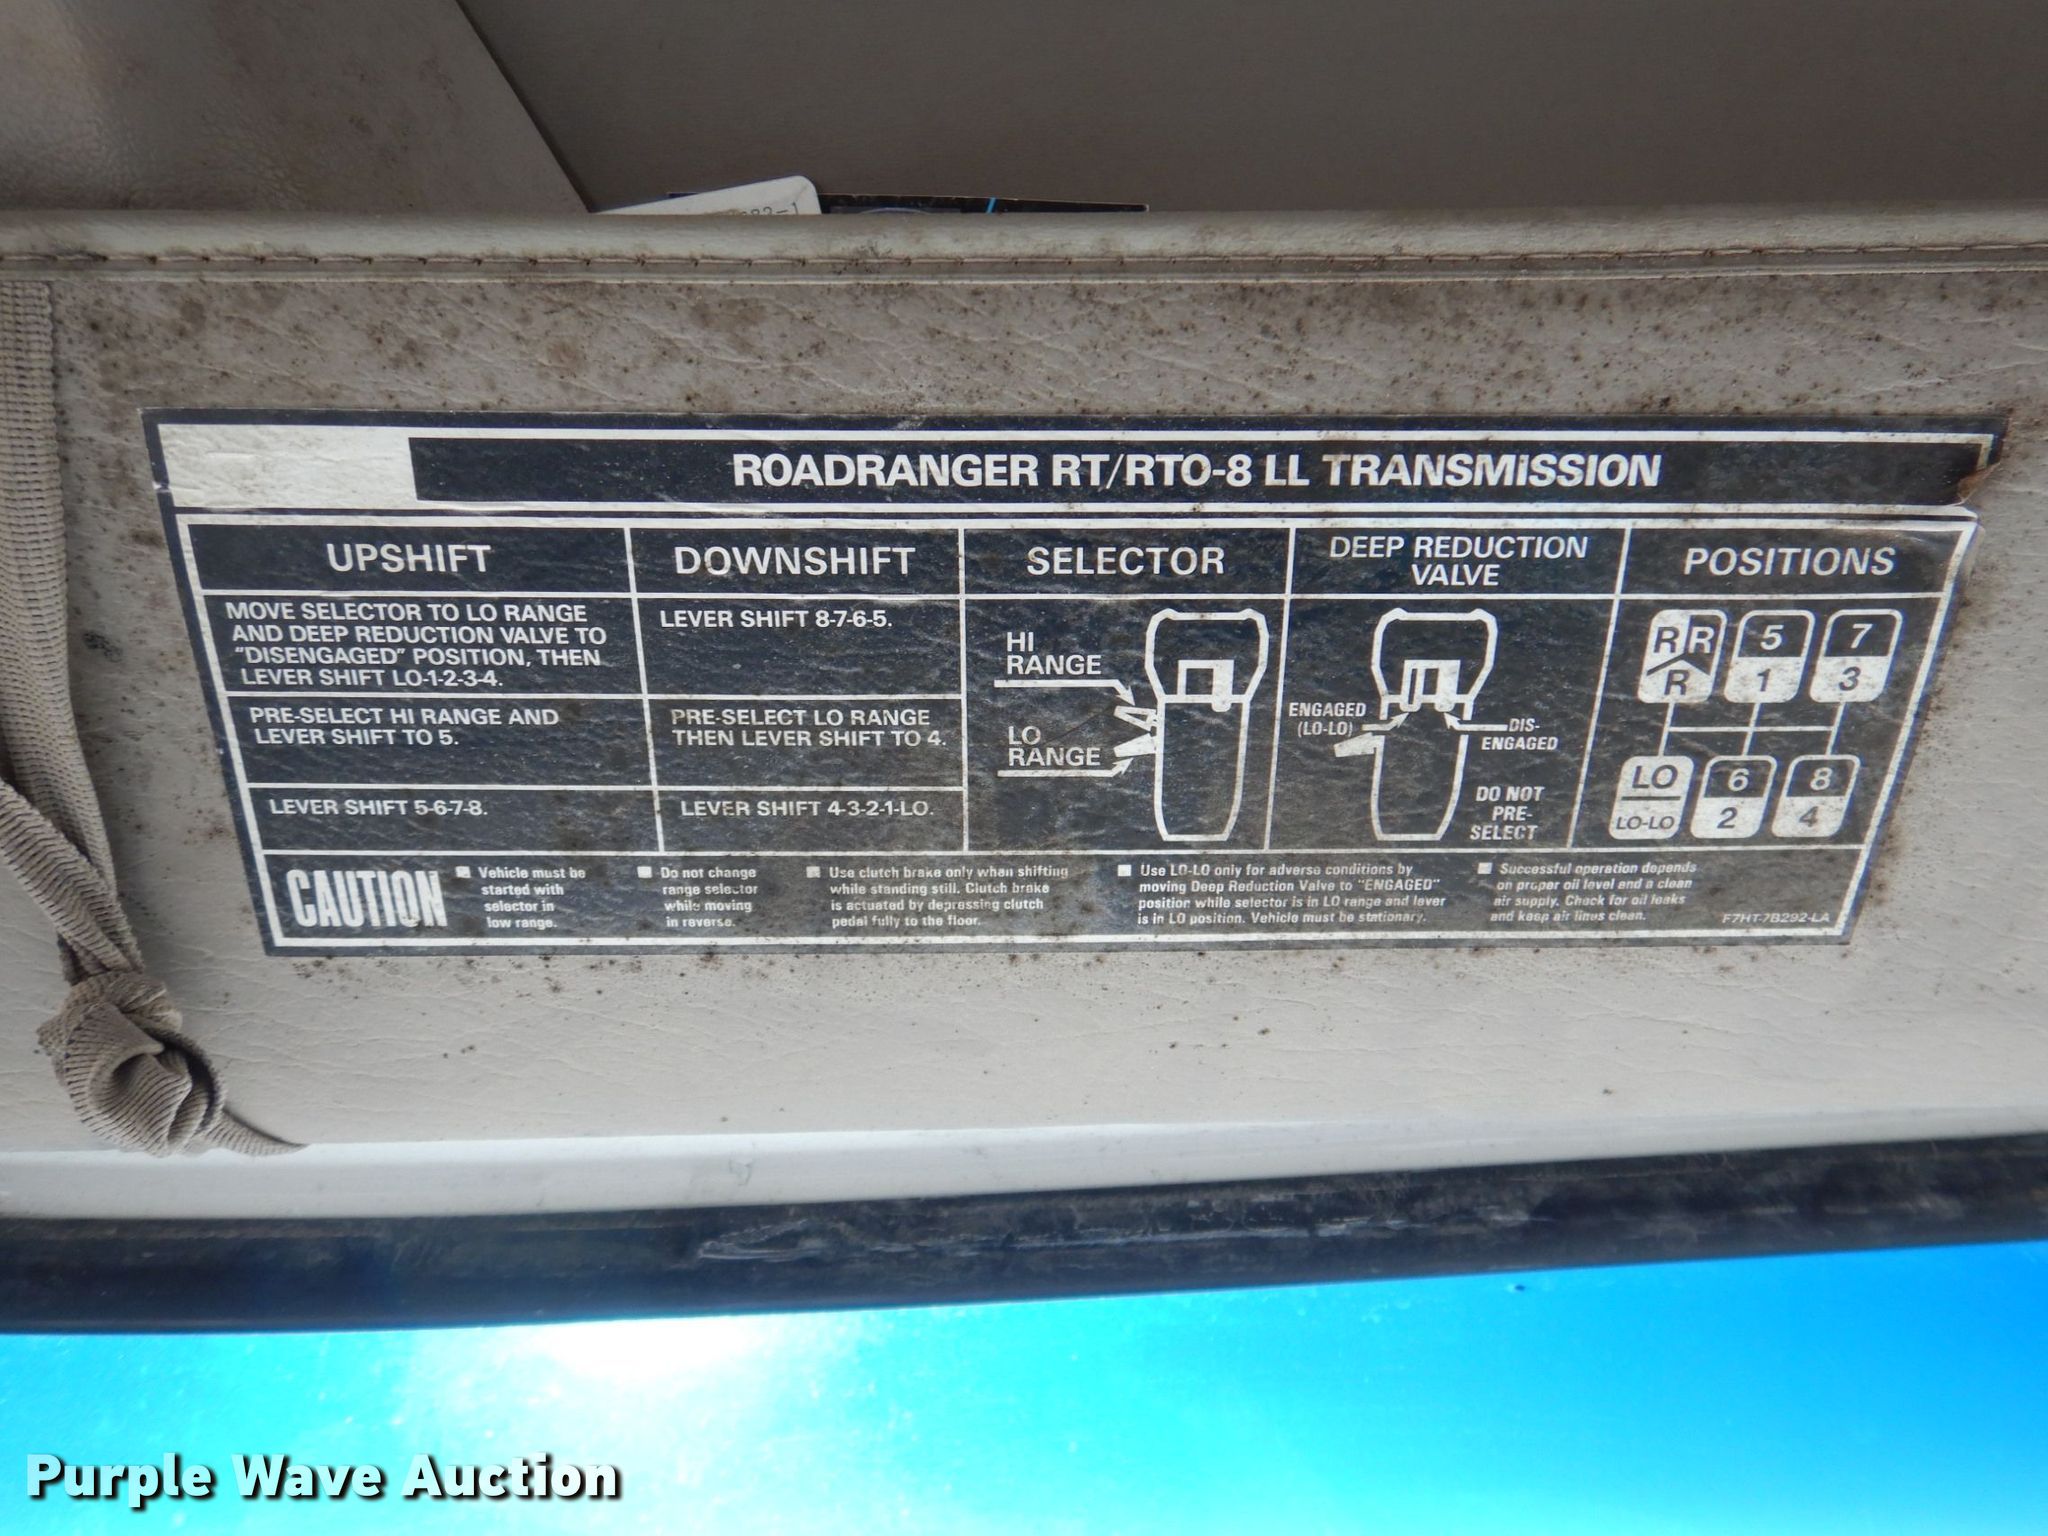 ROADRANGER RT/RTO-8 LL TRANSMISSION
UPSHIFT
MOVE SELECTOR TO LO RANGE
AND DEEP REDUCTION VALVE TO
"DISENGAGED" POSITION, THEN
LEVER SHIFT LO-1-2-3-4.
PRE-SELECT HI RANGE AND
LEVER SHIFT TO 5.
LEVER SHIFT 5-6-7-8.
DOWNSHIFT
LEVER SHIFT 8-7-6-5.
PRE-SELECT LO RANGE
THEN LEVER SHIFT TO 4.
LEVER SHIFT 4-3-2-1-LO.
SELECTOR
HI
RANGE
LO
RANGE
DEEP REDUCTION
VALVE
ENGAGED
(LO-LO)
DIS-
ENGAGED
DO NOT
PRE-
SELECT
POSITIONS
R R 5 7
R 1 3
LO 6 8
LO-LO 2 4
CAUTION
Vehicle must be
started with
selector in
low range.
Do not change
range selector
while moving
in reverse.
Use clutch brake only when shifting
while standing still. Clutch brake
is actuated by depressing clutch
pedal fully to the floor.
Use LO-LO only for adverse conditions by
moving Deep Reduction Valve to "ENGAGED"
position while selector is in LO range and lever
is in LO position. Vehicle must be stationary.
Successful operation depends
on proper oil level and a clean
air supply. Check for oil leaks
and keep air lines clean.
F7HT-7B292-LA
Purple Wave Auction